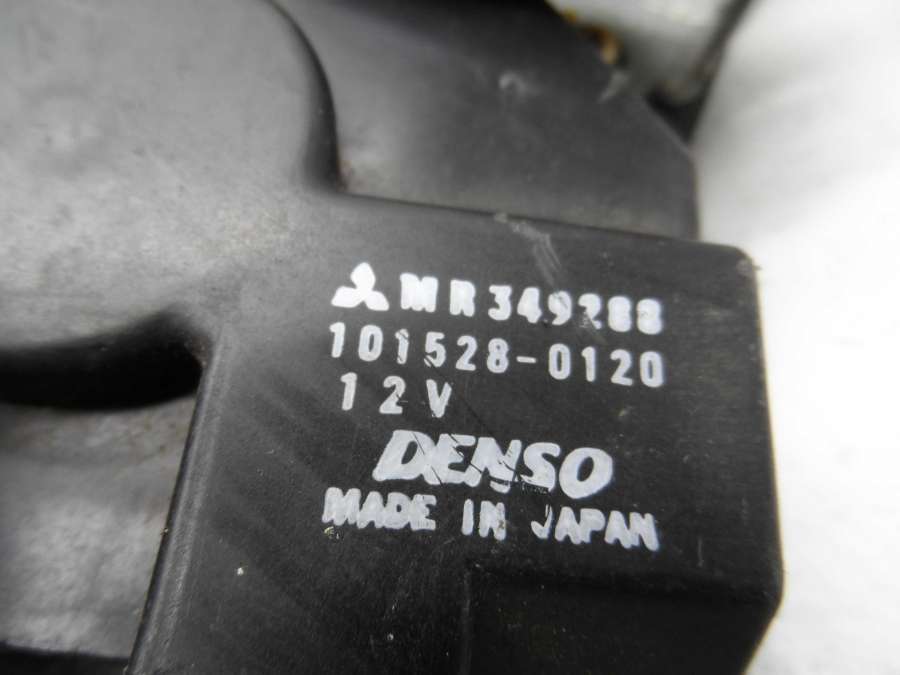 MR349288
101528-0120
12V
DENSO
MADE IN JAPAN